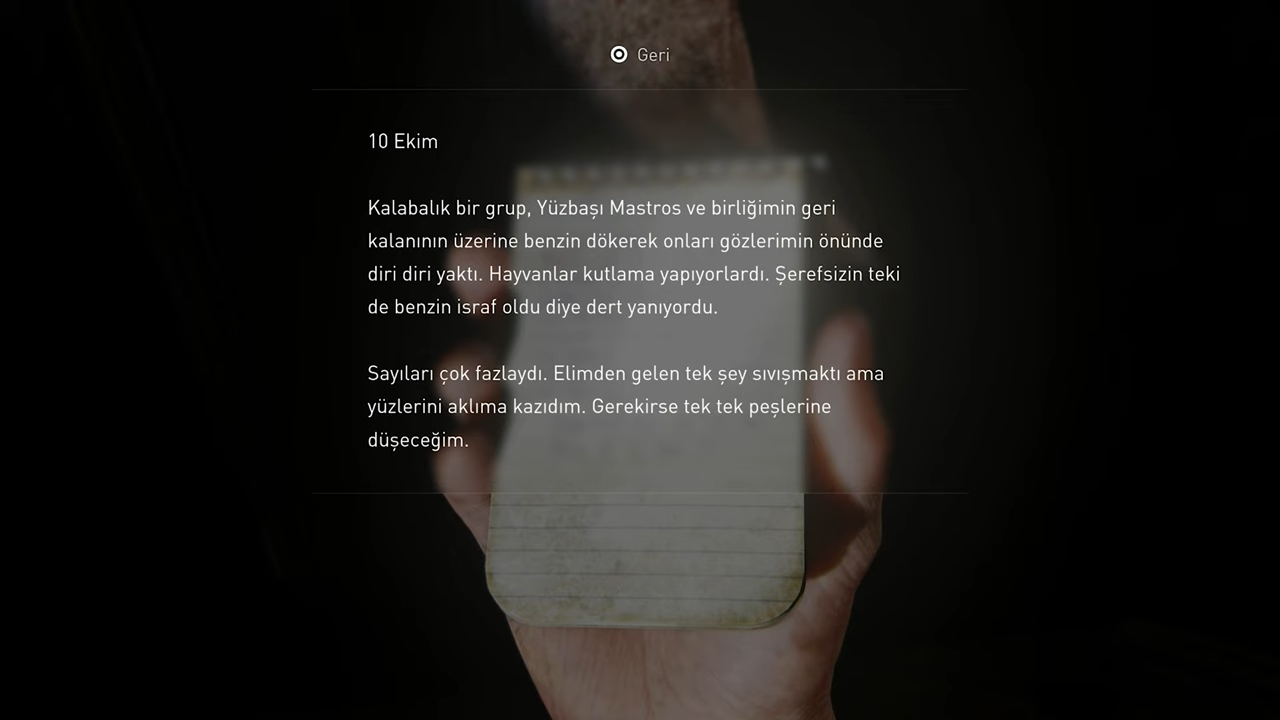 Geri
10 Ekim
Kalabalık bir grup, Yüzbaşı Mastros ve birliğimin geri
kalanının üzerine benzin dökerek onları gözlerimin önünde
diri diri yaktı. Hayvanlar kutlama yapıyorlardı. Şerefsizin teki
de benzin israf oldu diye dert yanıyordu.
Sayıları çok fazlaydı. Elimden gelen tek şey sıvışmaktı ama
yüzlerini aklıma kazıdım. Gerekirse tek tek peşlerine
düşeceğim.